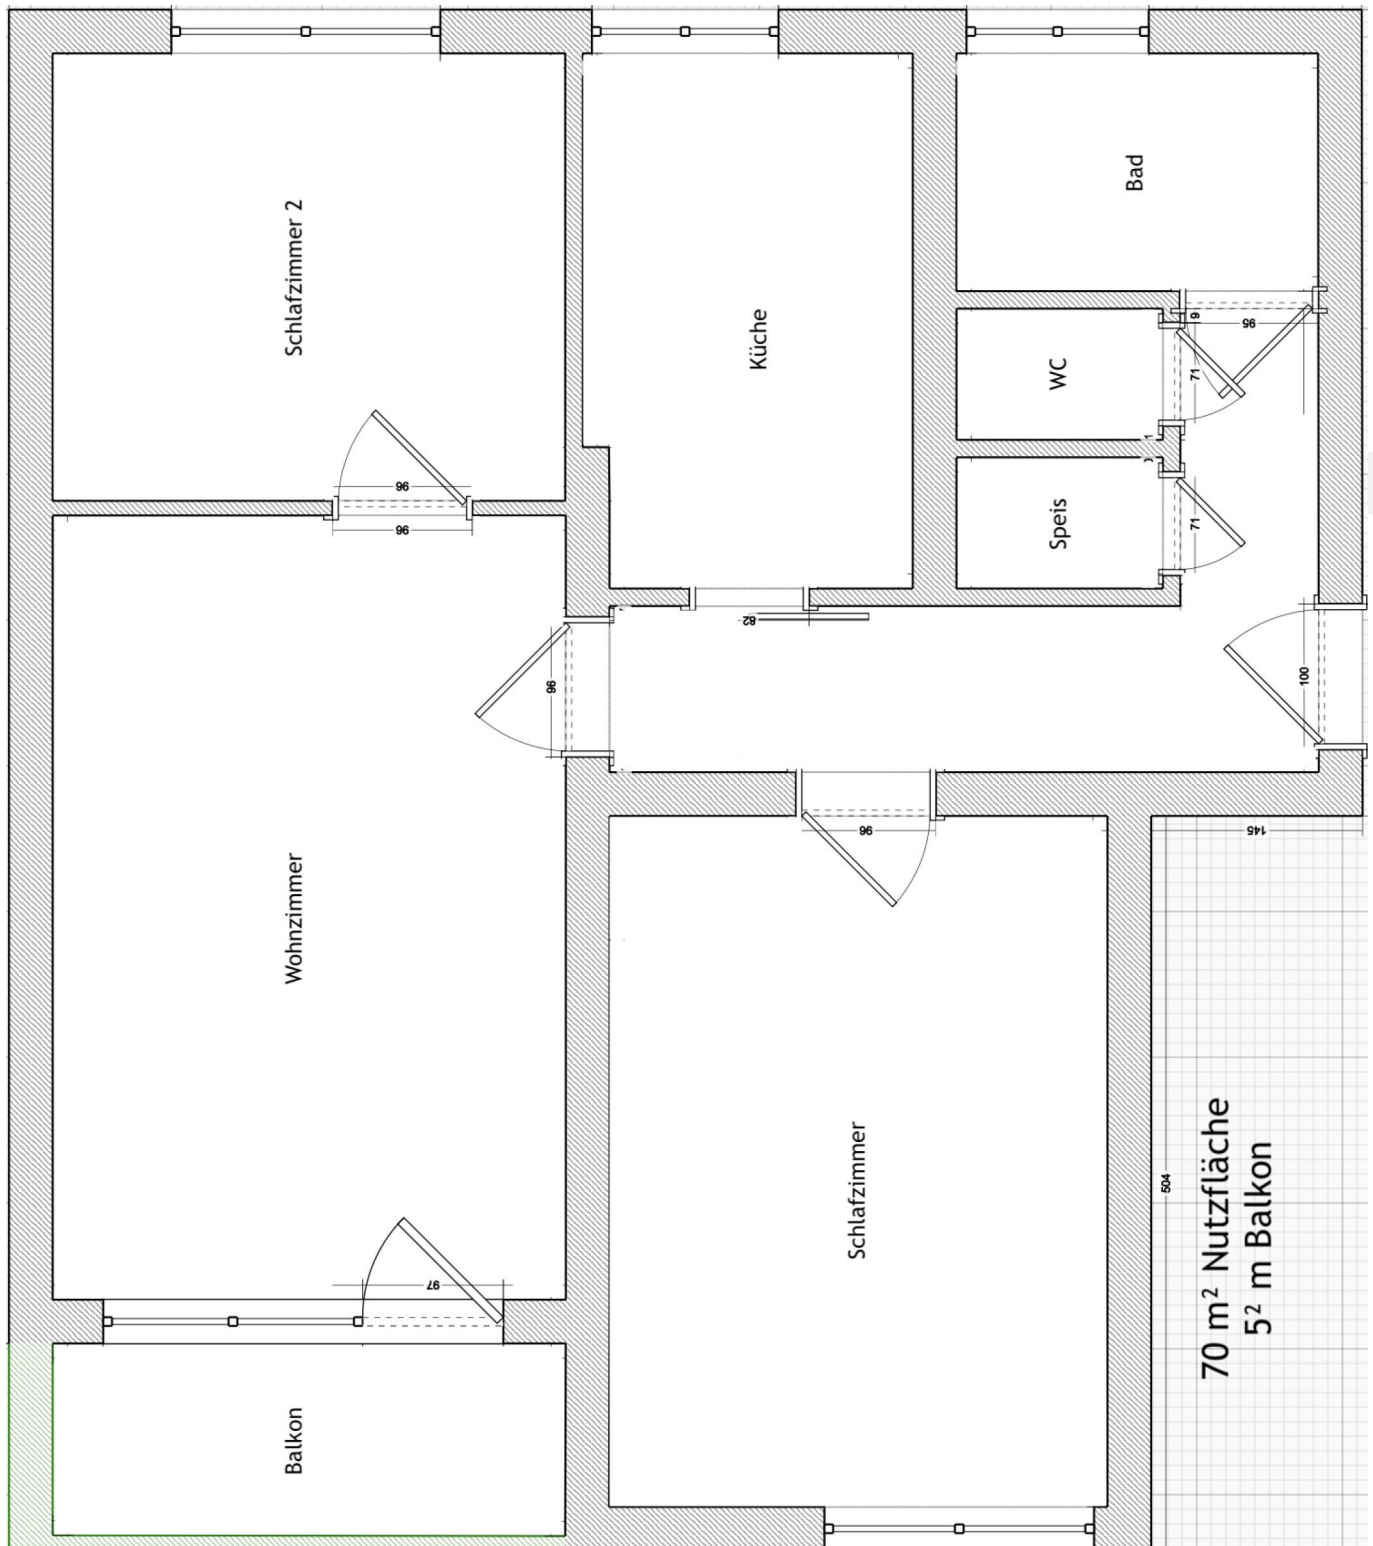 Schlafzimmer 2
Küche
Bad
WC
Speis
Wohnzimmer
Schlafzimmer
Balkon
96
96
96
82
96
97
9
95
71
71
100
145
504
70 m² Nutzfläche
5² m Balkon